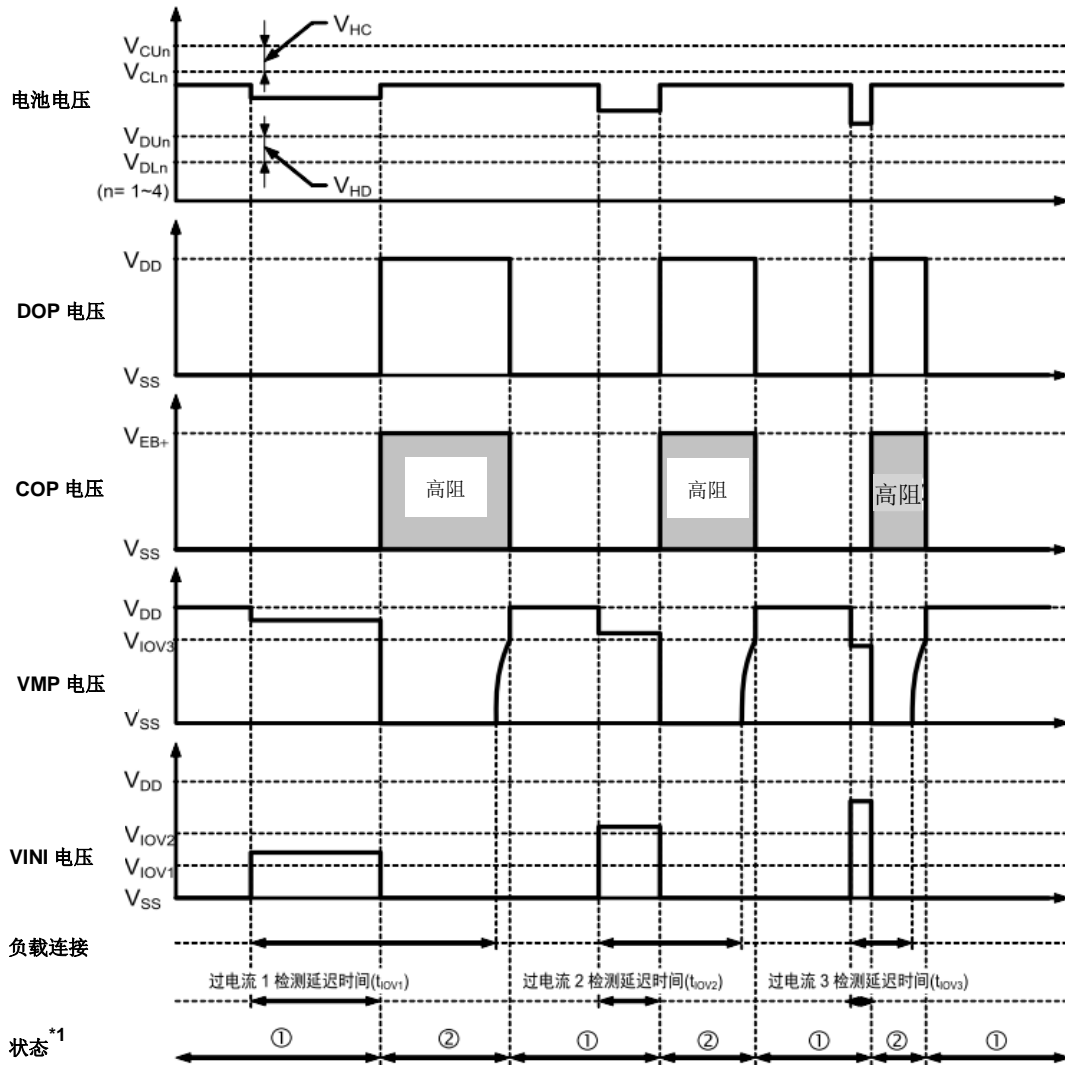 V_HC
V_CUn
V_CLn
电池电压
V_DUn
V_DLn
(n= 1~4)
V_HD
V_DD
DOP 电压
V_SS
V_EB+
COP 电压
高阻
高阻
高阻
V_SS
V_DD
V_IOV3
VMP 电压
V_SS
V_DD
V_IOV2
VINI 电压
V_IOV1
V_SS
负载连接
过电流 1 检测延迟时间(t_IOV1)
过电流 2 检测延迟时间(t_IOV2)
过电流 3 检测延迟时间(t_IOV3)
状态*1
① ② ① ② ① ② ①